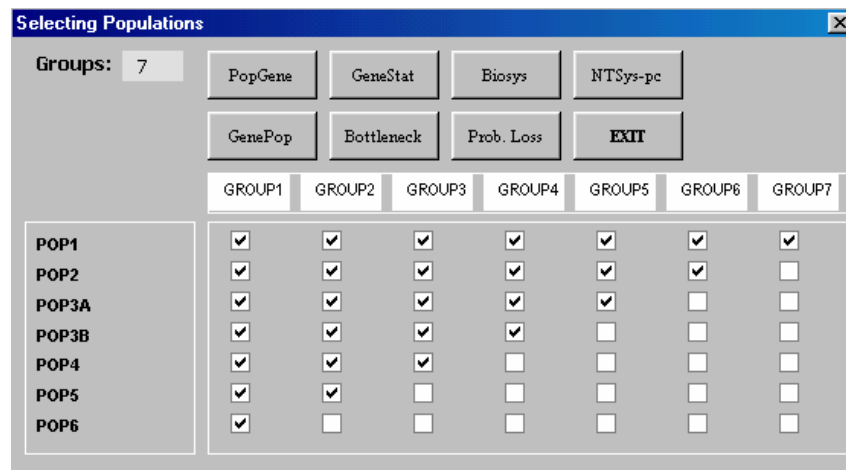 Selecting Populations
Groups: 7
PopGene GeneStat Biosys NTSys-pc
GenePop Bottleneck Prob. Loss EXIT
GROUP1 GROUP2 GROUP3 GROUP4 GROUP5 GROUP6 GROUP7
POP1
POP2
POP3A
POP3B
POP4
POP5
POP6